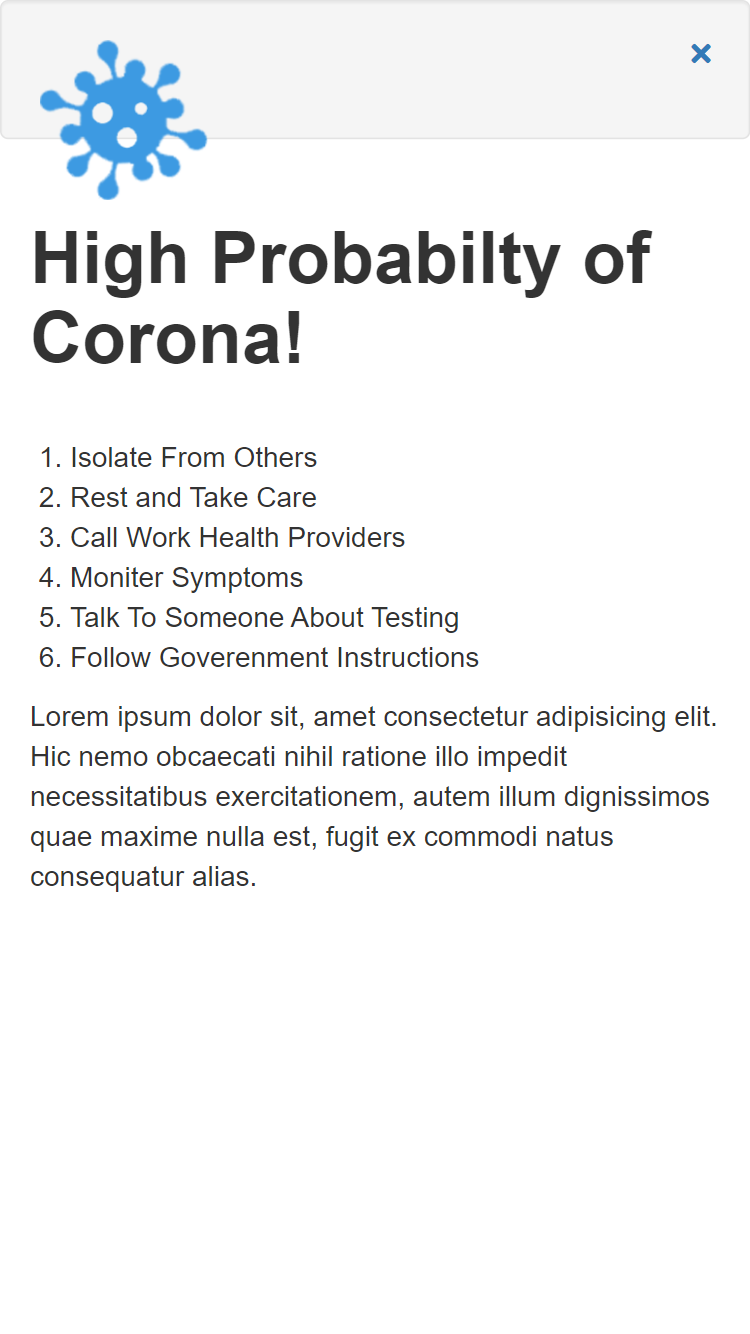 High Probabilty of
Corona!
1. Isolate From Others
2. Rest and Take Care
3. Call Work Health Providers
4. Moniter Symptoms
5. Talk To Someone About Testing
6. Follow Goverenment Instructions
Lorem ipsum dolor sit, amet consectetur adipisicing elit.
Hic nemo obcaecati nihil ratione illo impedit
necessitatibus exercitationem, autem illum dignissimos
quae maxime nulla est, fugit ex commodi natus
consequatur alias.